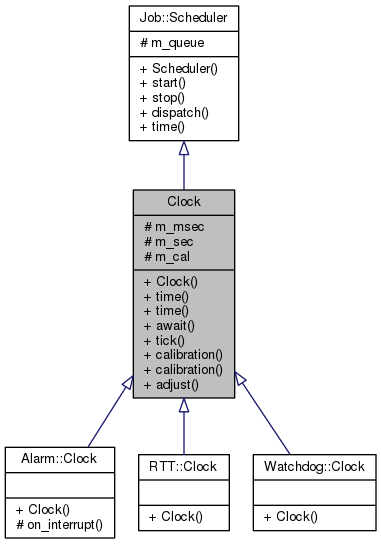 Job::Scheduler
# m_queue
+ Scheduler()
+ start()
+ stop()
+ dispatch()
+ time()
Clock
# m_msec
# m_sec
# m_cal
+ Clock()
+ time()
+ time()
+ await()
+ tick()
+ calibration()
+ calibration()
+ adjust()
Alarm::Clock
+ Clock()
# on_interrupt()
RTT::Clock
+ Clock()
Watchdog::Clock
+ Clock()